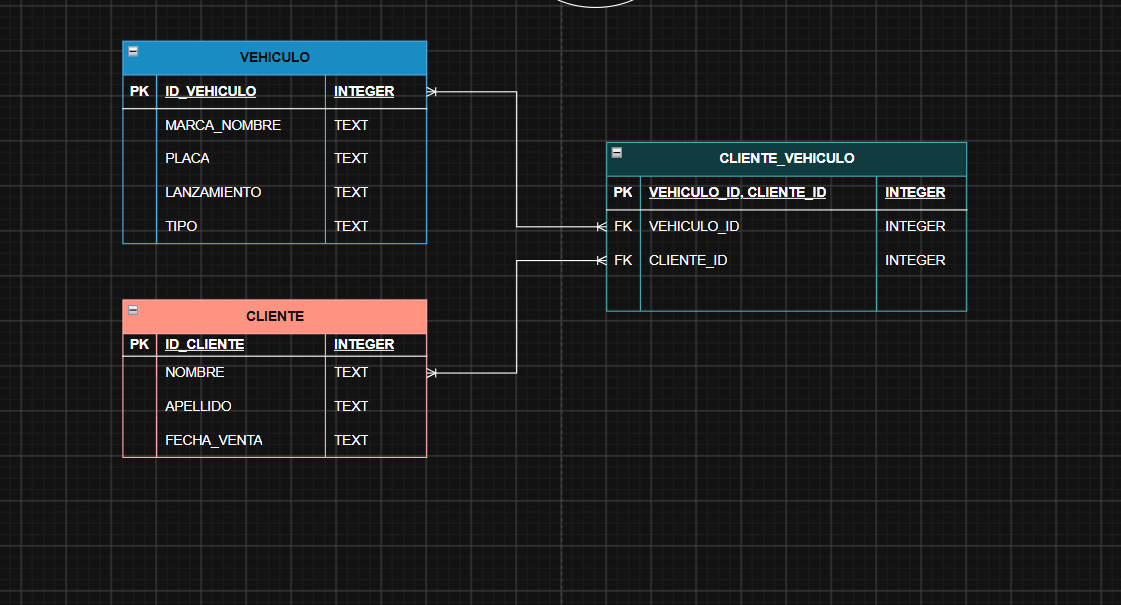 VEHICULO
PK ID_VEHICULO INTEGER
MARCA_NOMBRE TEXT
PLACA TEXT
LANZAMIENTO TEXT
TIPO TEXT
CLIENTE_VEHICULO
PK VEHICULO_ID, CLIENTE_ID INTEGER
FK VEHICULO_ID INTEGER
FK CLIENTE_ID INTEGER
CLIENTE
PK ID_CLIENTE INTEGER
NOMBRE TEXT
APELLIDO TEXT
FECHA_VENTA TEXT